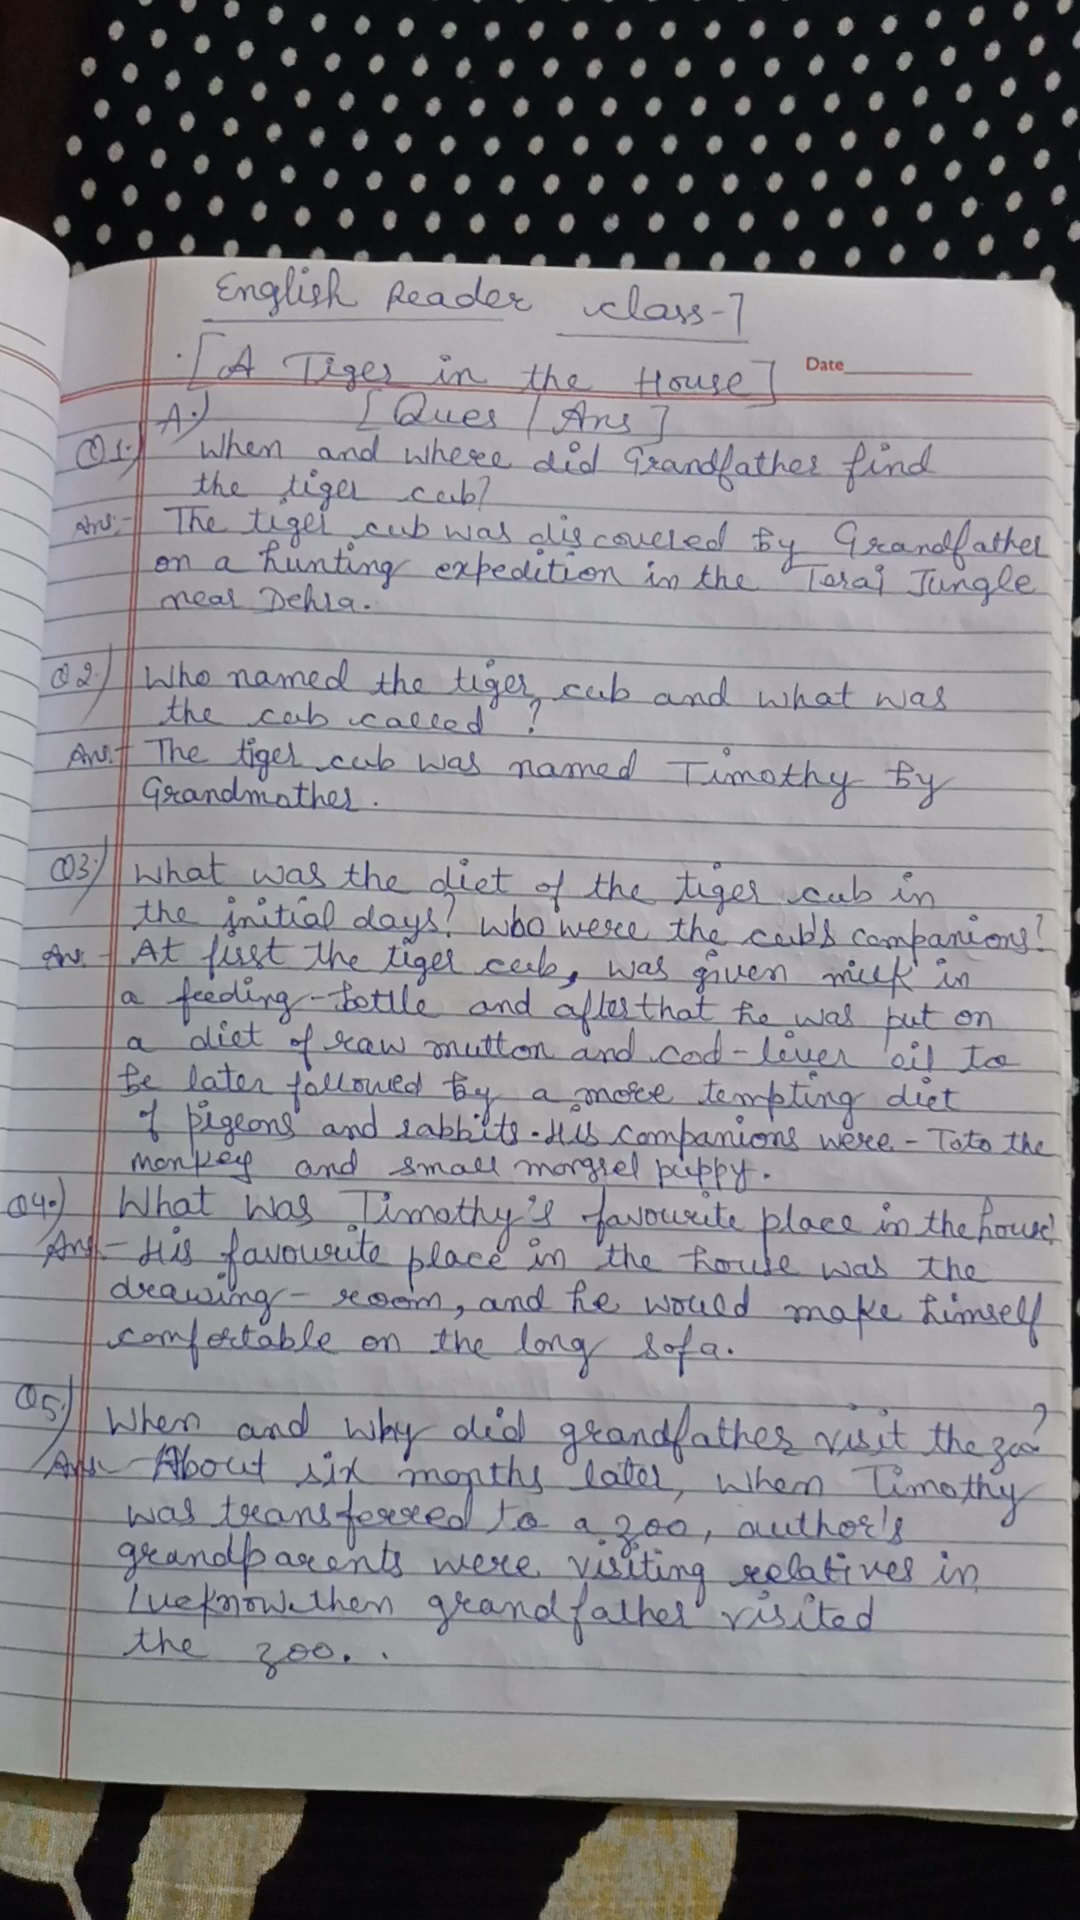 English Reader class-7
[A Tiger in the House]
Date
A.) [Ques / Ans]
Q1.) When and where did Grandfather find
the tiger cub?
Ans:- The tiger cub was discovered by Grandfather
on a hunting expedition in the Terai Jungle
near Dehra.
Q2.) Who named the tiger cub and what was
the cub called ?
Ans:- The tiger cub was named Timothy by
Grandmother.
Q3.) What was the diet of the tiger cub in
the initial days? Who were the cub's companions?
Ans.- At first the tiger cub, was given milk in
a feeding-bottle and after that he was put on
a diet of raw mutton and cod-liver oil to
be later followed by a more tempting diet
of pigeons and rabbits. His companions were - Toto the
monkey and small mongrel puppy.
Q4.) What was Timothy's favourite place in the house?
Ans- His favourite place in the house was the
drawing-room, and he would make himself
comfortable on the long sofa.
Q5.) When and why did grandfather visit the zoo?
Ans- About six months later, when Timothy
was transferred to a zoo, author's
grandparents were visiting relatives in
Lucknow. then grandfather visited
the zoo..